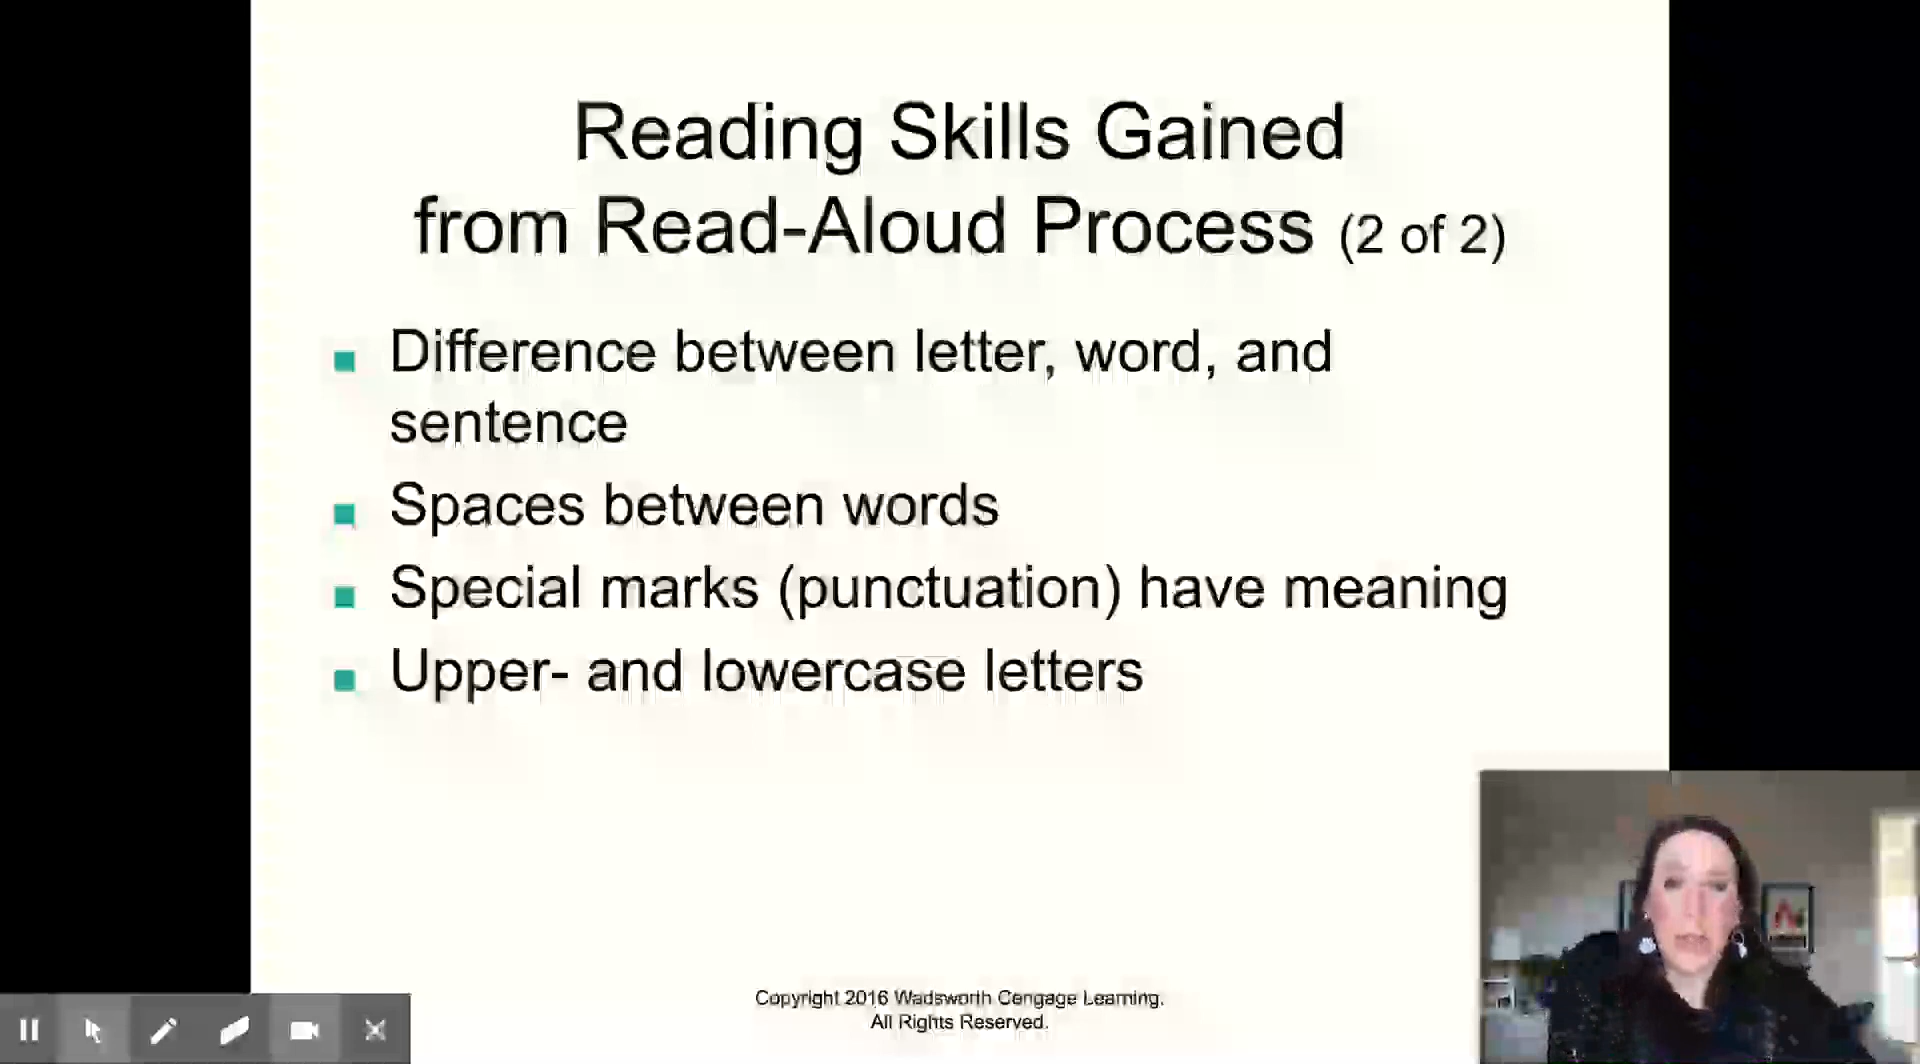 Reading Skills Gained
from Read-Aloud Process (2 of 2)
Difference between letter, word, and
sentence
Spaces between words
Special marks (punctuation) have meaning
Upper- and lowercase letters
Copyright 2016 Wadsworth Cengage Learning.
All Rights Reserved.